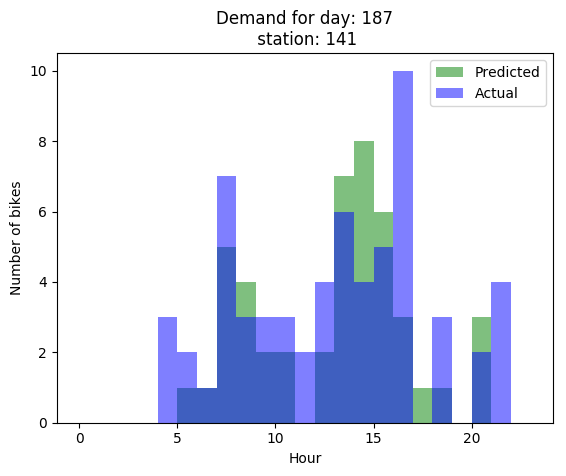 Demand for day: 187
station: 141
Predicted
Actual
Number of bikes
10
8
6
4
2
0
0 5 10 15 20
Hour